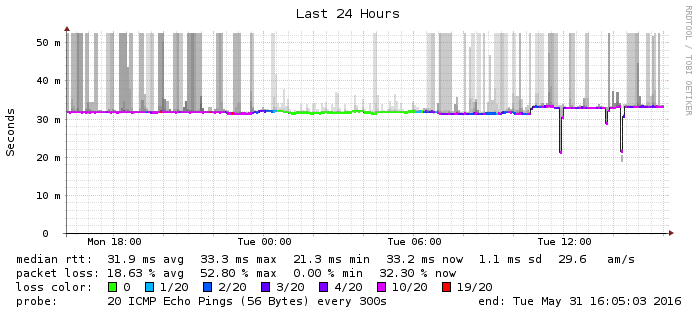 Last 24 Hours
RRDTOOL / TOBI OETIKER
50 m
40 m
30 m
20 m
10 m
0
Seconds
Mon 18:00 Tue 00:00 Tue 06:00 Tue 12:00
median rtt: 31.9 ms avg 33.3 ms max 21.3 ms min 33.2 ms now 1.1 ms sd 29.6 am/s
packet loss: 18.63 % avg 52.80 % max 0.00 % min 32.30 % now
loss color: 0 1/20 2/20 3/20 4/20 10/20 19/20
probe: 20 ICMP Echo Pings (56 Bytes) every 300s end: Tue May 31 16:05:03 2016